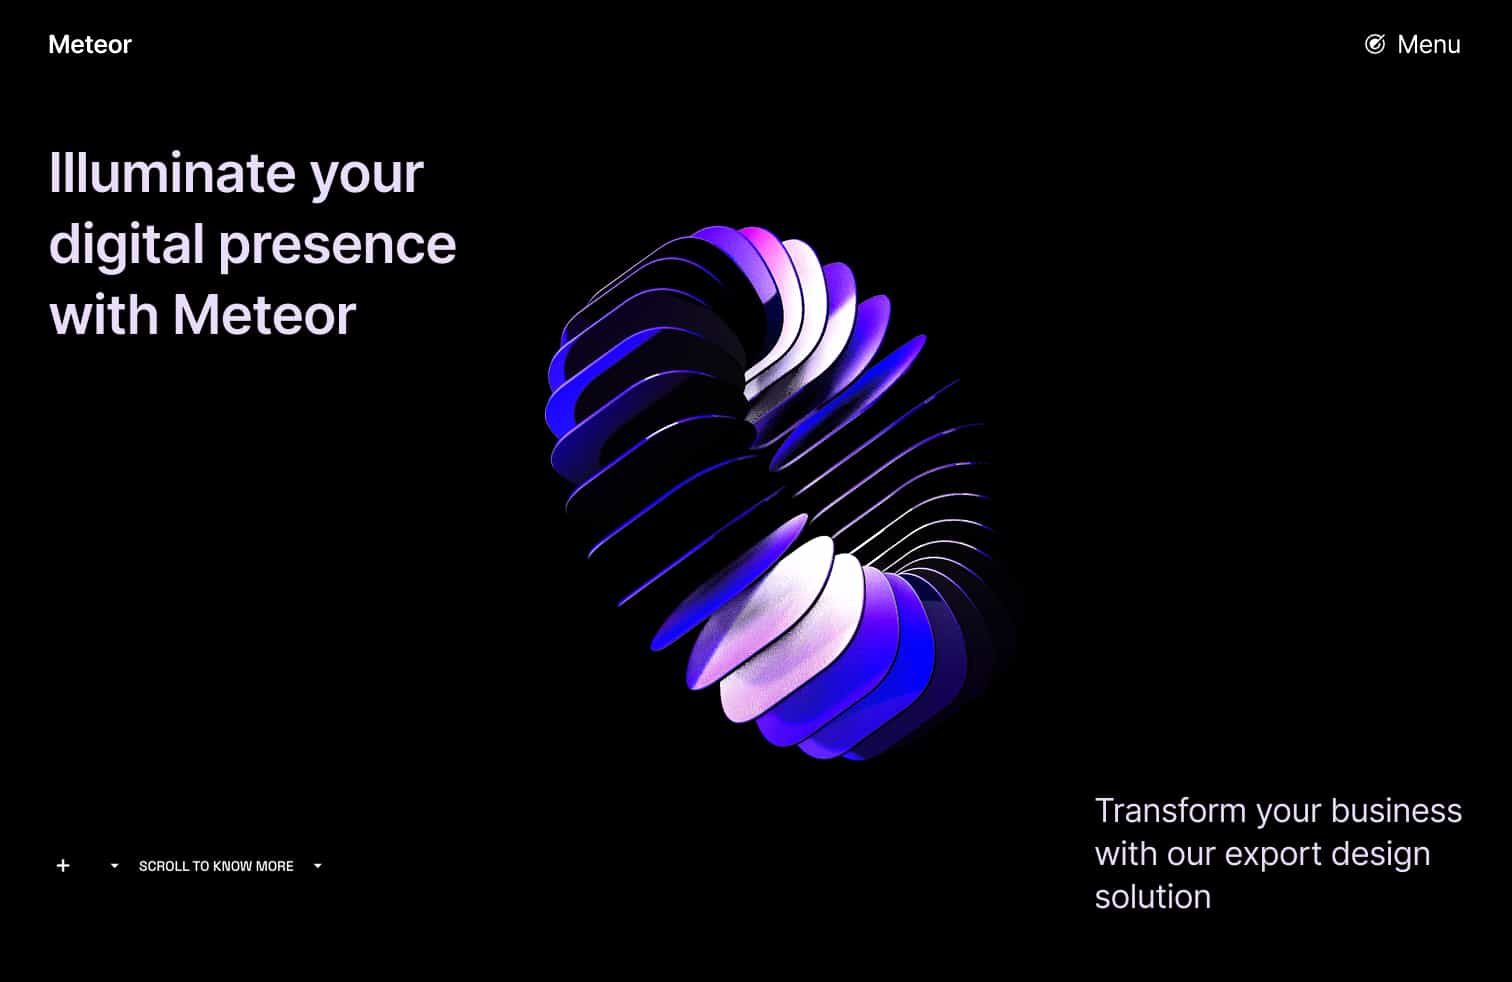 Meteor
Menu
Illuminate your
digital presence
with Meteor
SCROLL TO KNOW MORE
Transform your business
with our export design
solution